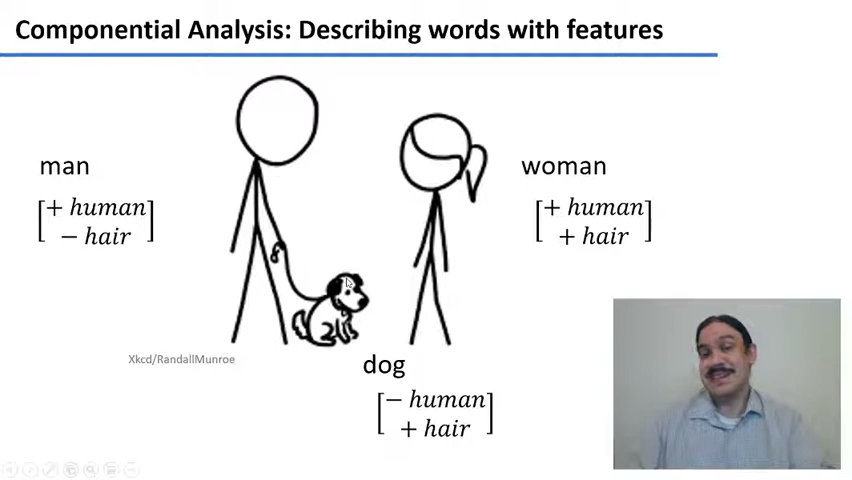 Componential Analysis: Describing words with features
man
[+ human
− hair]
woman
[+ human
+ hair]
Xkcd/RandallMunroe
dog
[− human
+ hair]